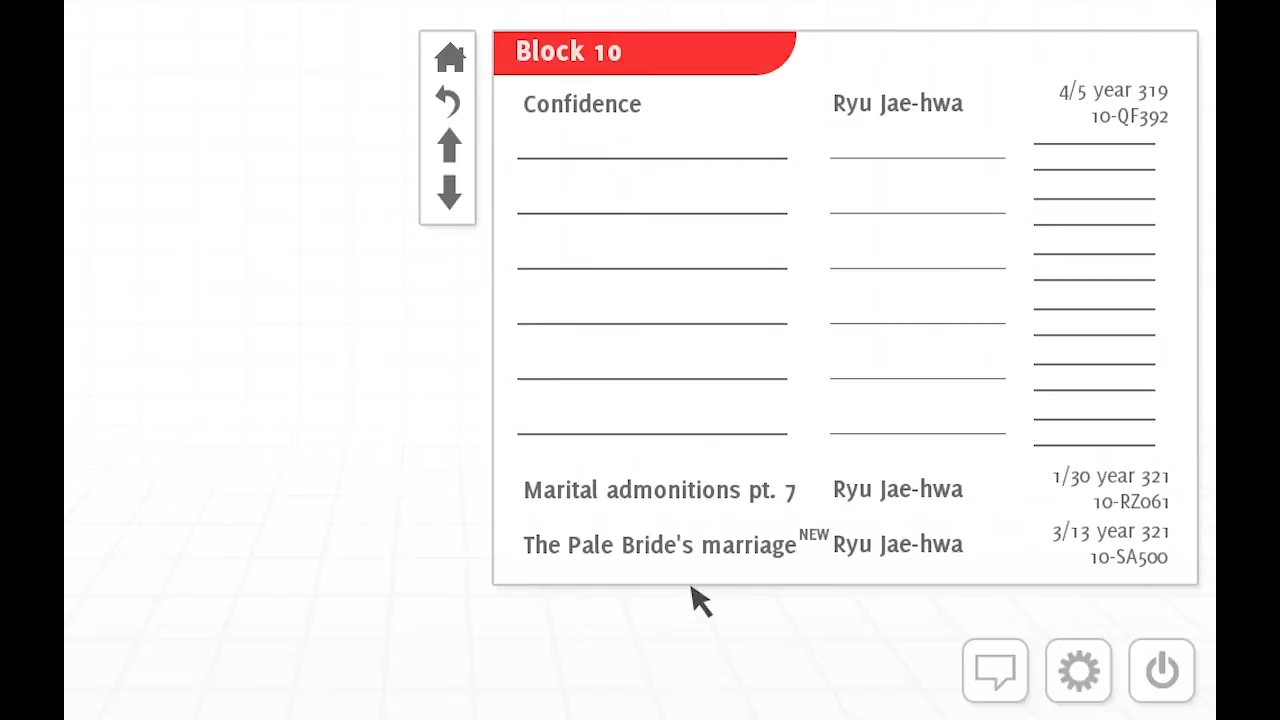 Block 10
Confidence Ryu Jae-hwa 4/5 year 319
10-QF392
Marital admonitions pt. 7 Ryu Jae-hwa 1/30 year 321
10-RZ061
The Pale Bride's marriage NEW Ryu Jae-hwa 3/13 year 321
10-SA500